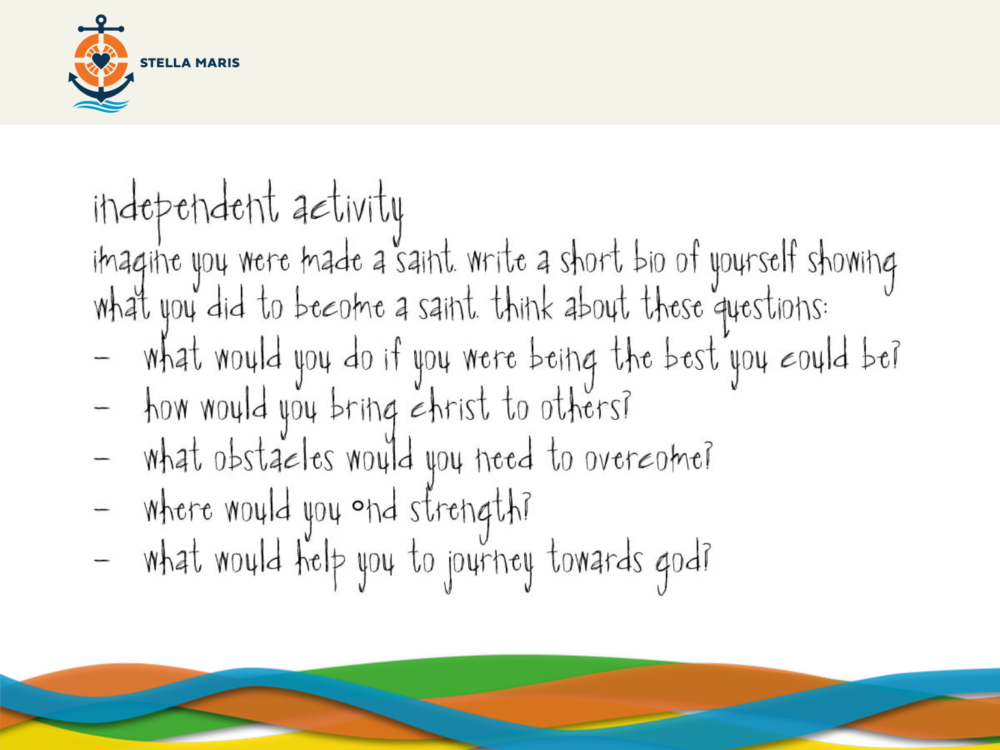 STELLA MARIS
independent activity
imagine you were made a saint. write a short bio of yourself showing
what you did to become a saint. think about these questions:
- what would you do if you were being the best you could be?
- how would you bring christ to others?
- what obstacles would you need to overcome?
- where would you °nd strength?
- what would help you to journey towards god?